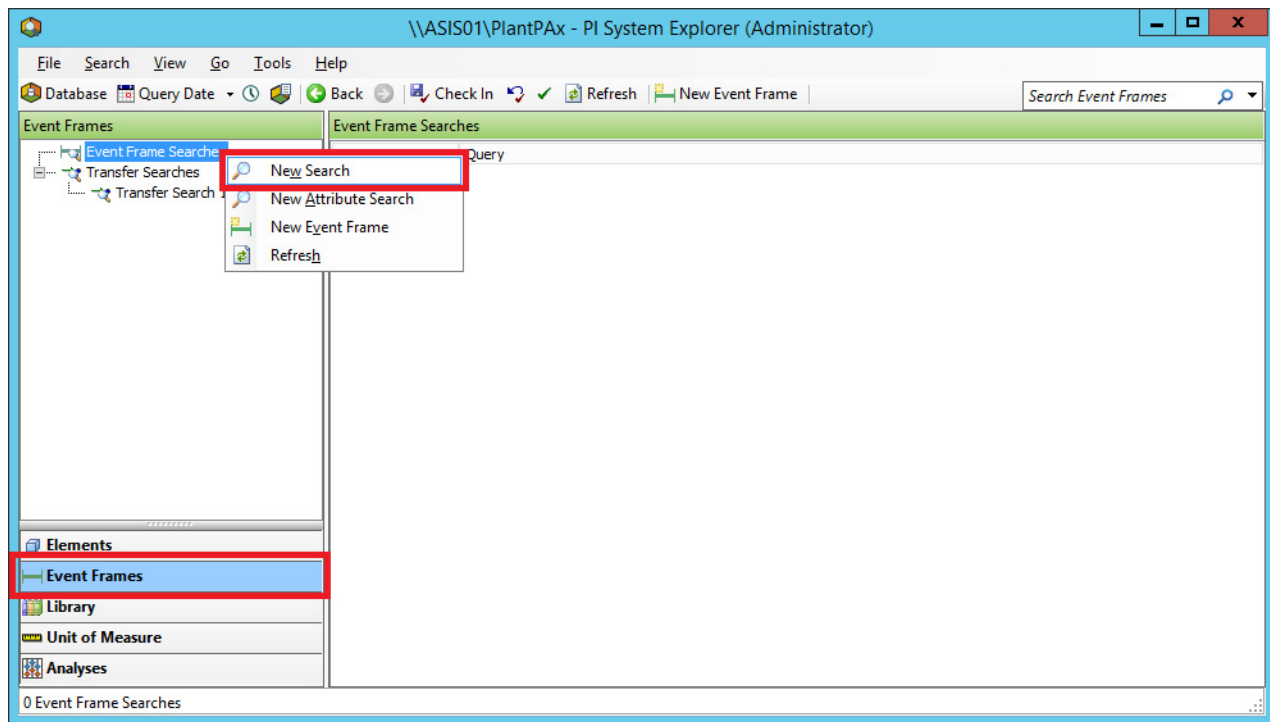 \\ASIS01\PlantPAx - PI System Explorer (Administrator)
File Search View Go Tools Help
Database Query Date Back Check In Refresh New Event Frame Search Event Frames
Event Frames
Event Frame Searches
Event Frame Searche
Query
Transfer Searches
Transfer Search
New Search
New Attribute Search
New Event Frame
Refresh
Elements
Event Frames
Library
Unit of Measure
Analyses
0 Event Frame Searches